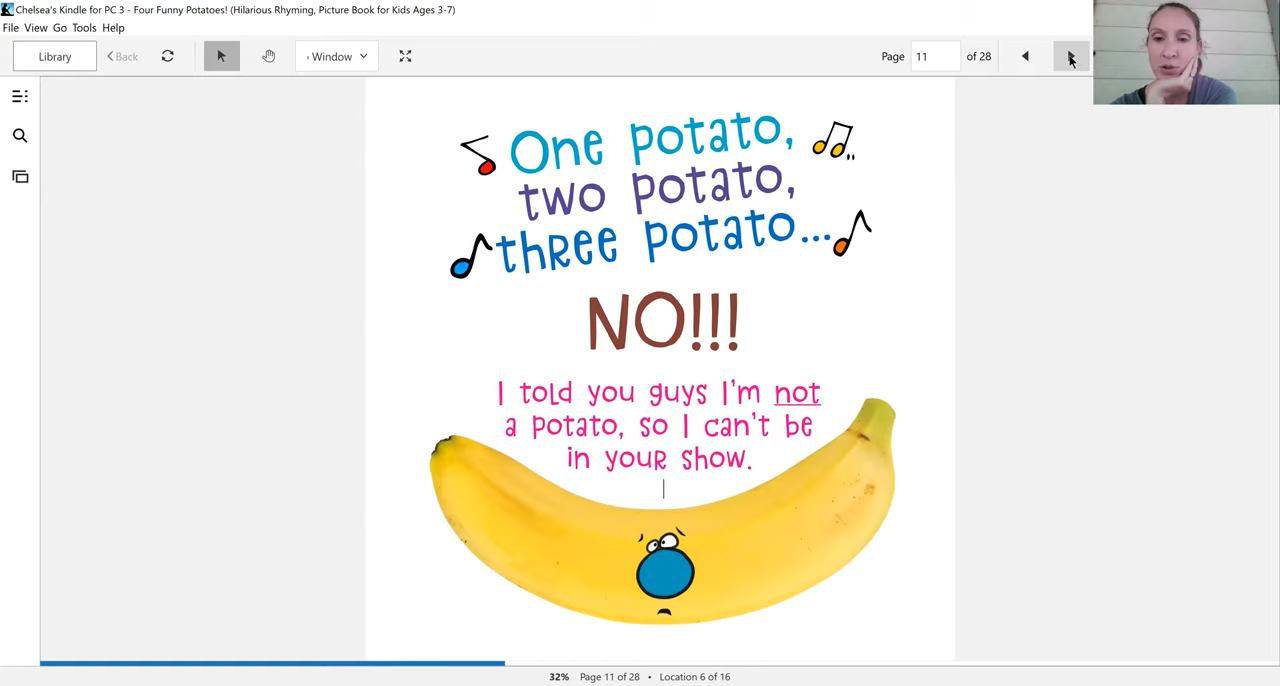 Chelsea's Kindle for PC 3 - Four Funny Potatoes! (Hilarious Rhyming, Picture Book for Kids Ages 3-7)
File View Go Tools Help
Library Back Window Page 11 of 28
One potato,
two potato,
three potato...
NO!!!
I told you guys I'm not
a potato, so I can't be
in your show.
32% Page 11 of 28 • Location 6 of 16